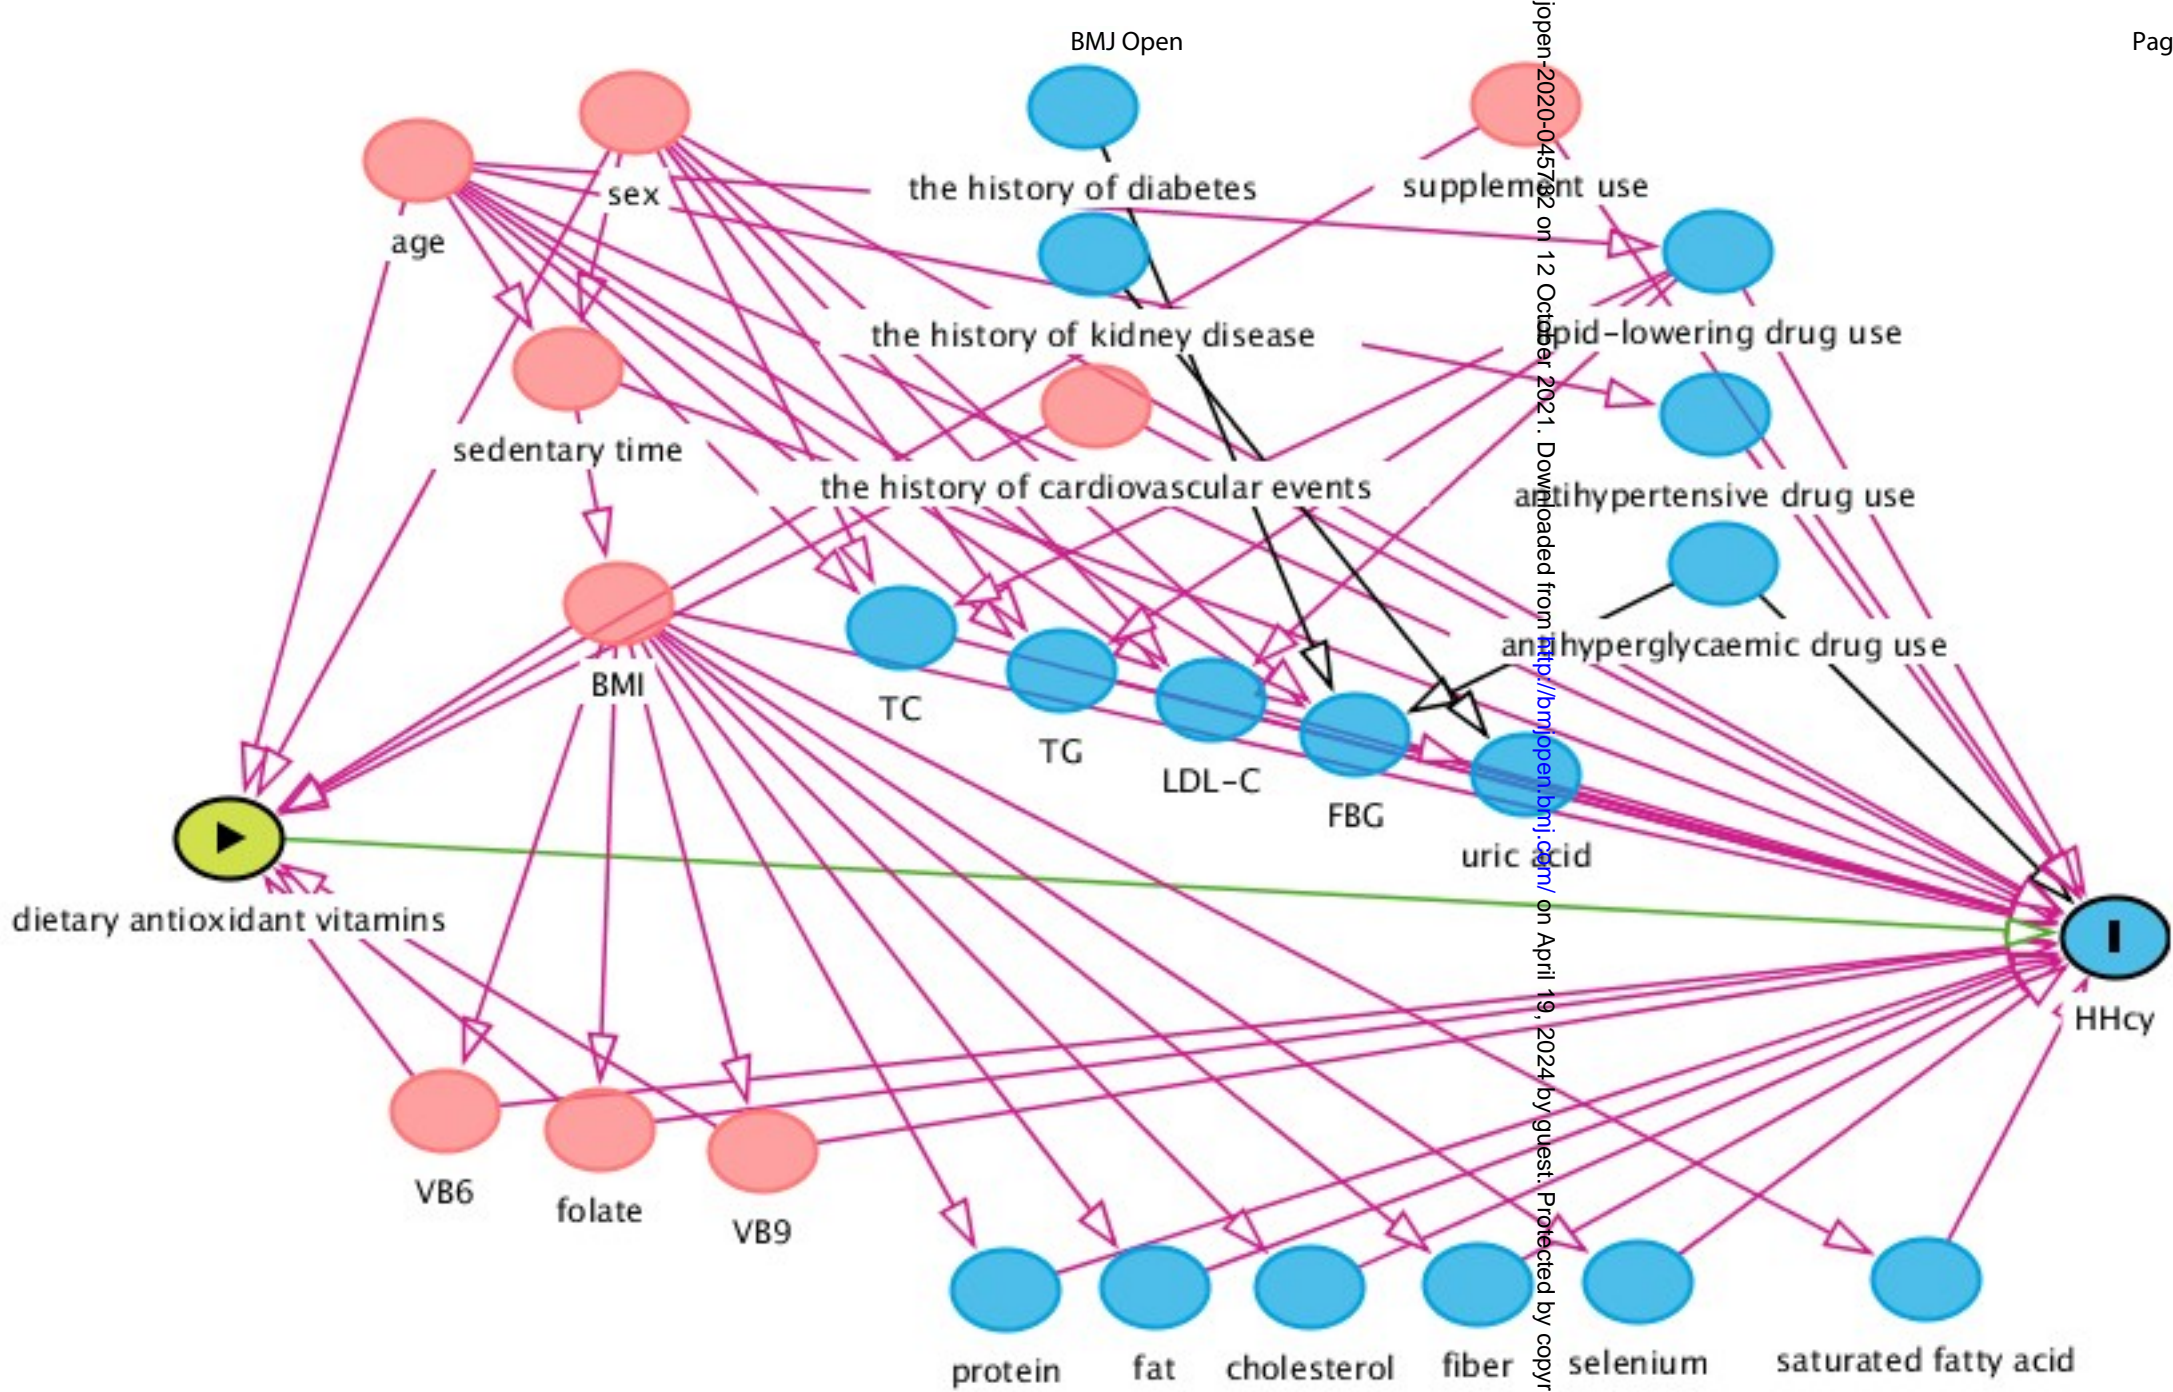 BMJ Open
Pag
sex
the history of diabetes
supplement use
age
the history of kidney disease
lipid-lowering drug use
sedentary time
the history of cardiovascular events
antihypertensive drug use
antihyperglycaemic drug use
BMI
TC
TG
LDL-C
FBG
uric acid
dietary antioxidant vitamins
HHcy
VB6
folate
VB9
protein
fat
cholesterol
fiber
selenium
saturated fatty acid
jopen-2020-045732 on 12 October 2021. Downloaded from http://bmjopen.bmj.com/ on April 19, 2024 by guest. Protected by copyr